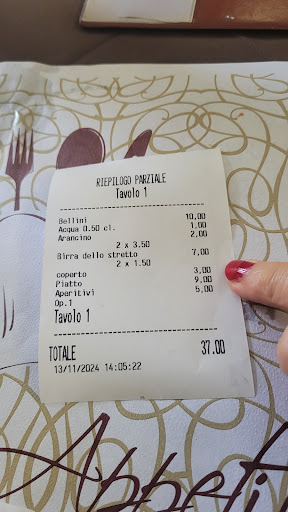 RIEPILOGO PARZIALE
Tavolo 1
Bellini 10,00
Acqua 0.50 cl. 1,00
Arancino 2,00
2 x 3.50
Birra dello stretto 7,00
2 x 1.50
coperto 3,00
Piatto 9,00
Aperitivi 5,00
Op.1
Tavolo 1
TOTALE 37.00
13/11/2024 14:05:22
Appeti